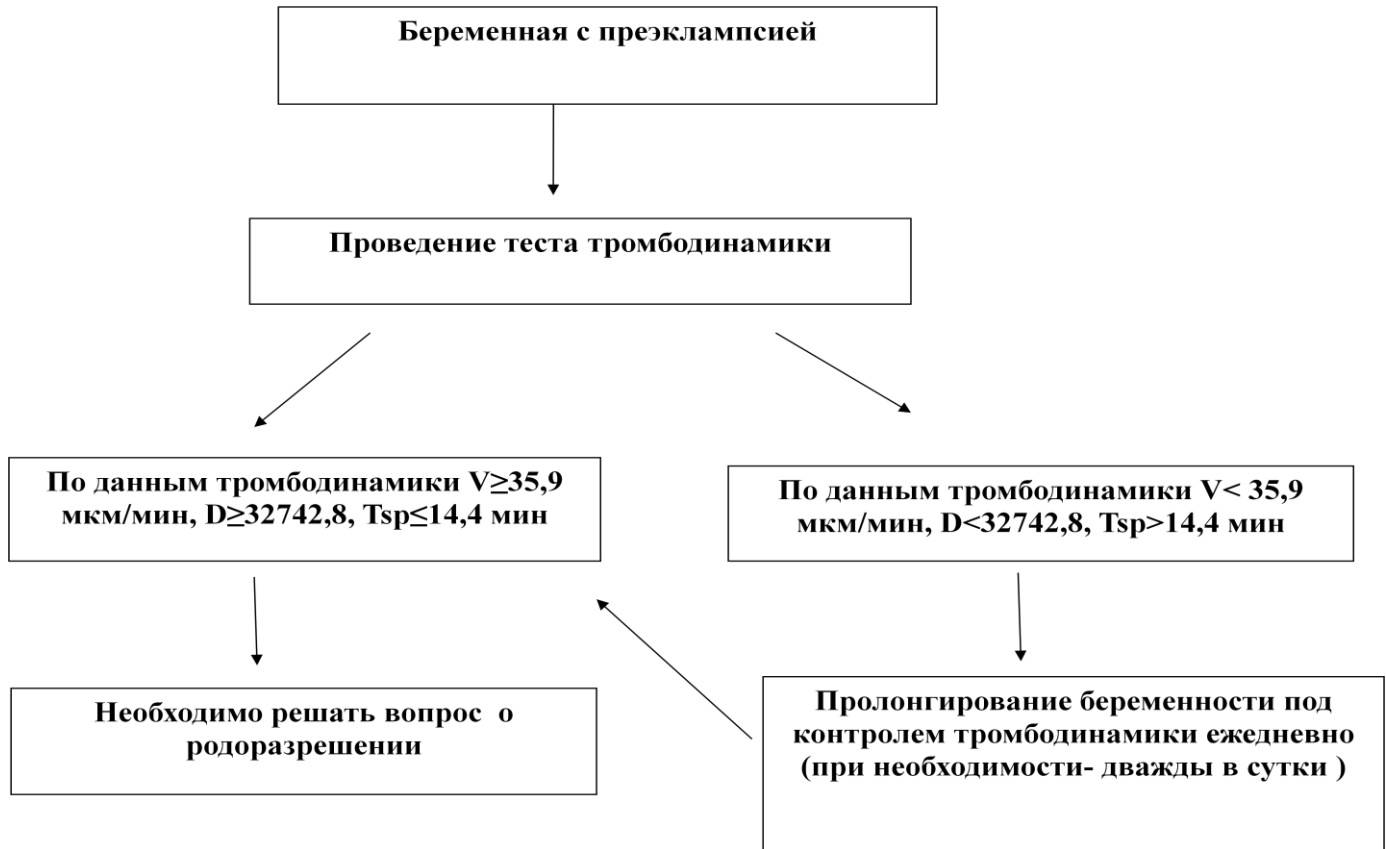 Беременная с преэклампсией
Проведение теста тромбодинамики
По данным тромбодинамики V≥35,9
мкм/мин, D≥32742,8, Tsp≤14,4 мин
По данным тромбодинамики V< 35,9
мкм/мин, D<32742,8, Tsp>14,4 мин
Необходимо решать вопрос о
родоразрешении
Пролонгирование беременности под
контролем тромбодинамики ежедневно
(при необходимости- дважды в сутки )